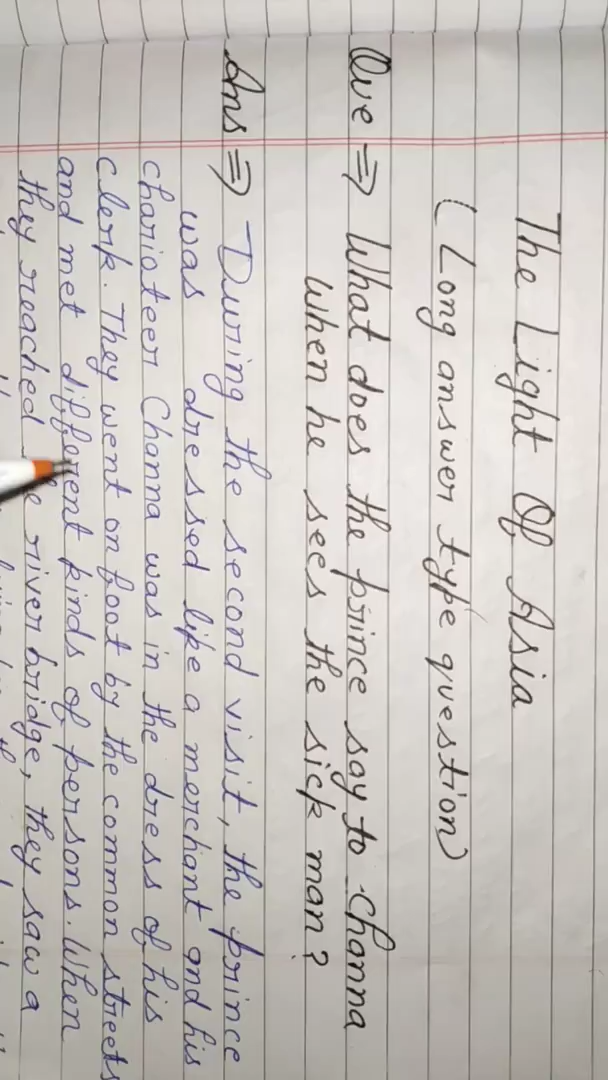 The Light Of Asia
(Long answer type question)
Que ⇒ What does the prince say to Channa
when he sees the sick man?
Ans ⇒ During the second visit, the prince
was dressed like a merchant and his
charioteer Channa was in the dress of his
clerk. They went on foot by the common streets
and met different kinds of persons. When
they reached river bridge, they saw a